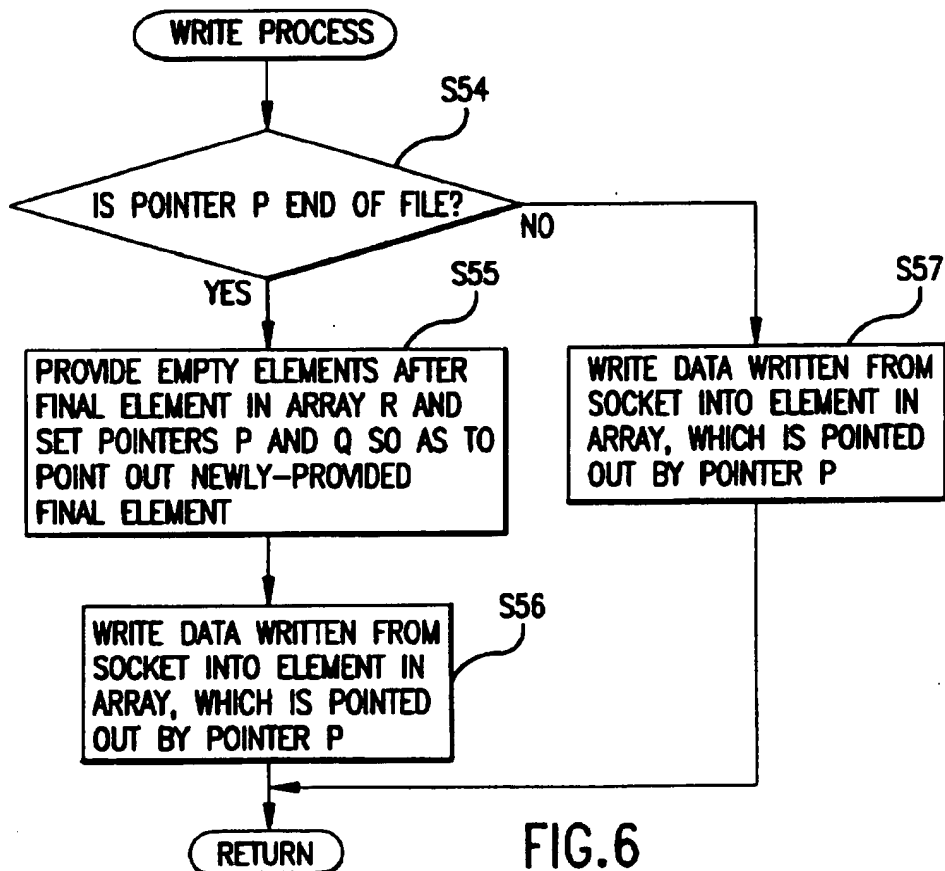 WRITE PROCESS
S54
IS POINTER P END OF FILE?
NO
YES
S55
PROVIDE EMPTY ELEMENTS AFTER
FINAL ELEMENT IN ARRAY R AND
SET POINTERS P AND Q SO AS TO
POINT OUT NEWLY-PROVIDED
FINAL ELEMENT
S57
WRITE DATA WRITTEN FROM
SOCKET INTO ELEMENT IN
ARRAY, WHICH IS POINTED
OUT BY POINTER P
S56
WRITE DATA WRITTEN FROM
SOCKET INTO ELEMENT IN
ARRAY, WHICH IS POINTED
OUT BY POINTER P
RETURN
FIG.6